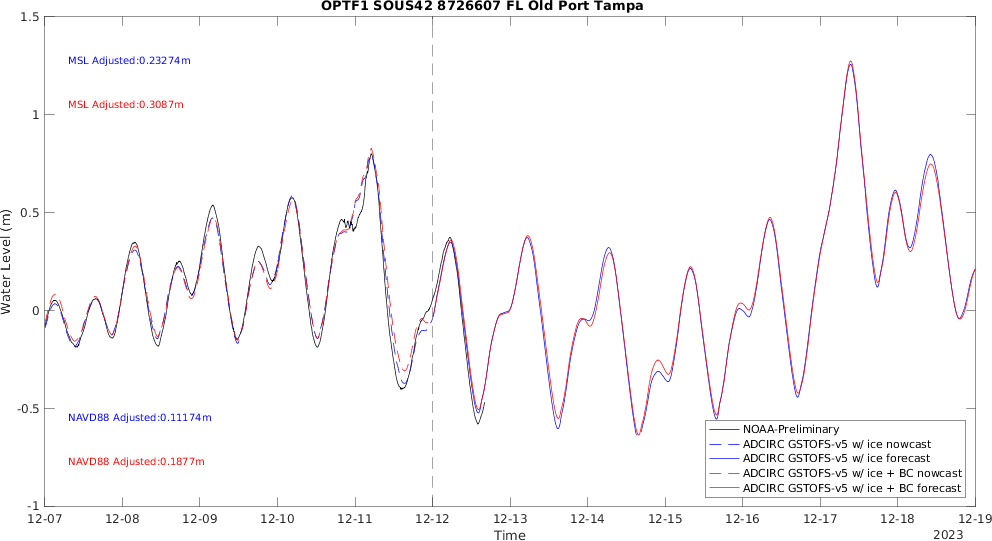 OPTF1 SOUS42 8726607 FL Old Port Tampa
1.5
1
0.5
0
-0.5
-1
Water Level (m)
MSL Adjusted:0.23274m
MSL Adjusted:0.3087m
NAVD88 Adjusted:0.11174m
NAVD88 Adjusted:0.1877m
NOAA-Preliminary
ADCIRC GSTOFS-v5 w/ ice nowcast
ADCIRC GSTOFS-v5 w/ ice forecast
ADCIRC GSTOFS-v5 w/ ice + BC nowcast
ADCIRC GSTOFS-v5 w/ ice + BC forecast
12-07 12-08 12-09 12-10 12-11 12-12 12-13 12-14 12-15 12-16 12-17 12-18 12-19
Time
2023